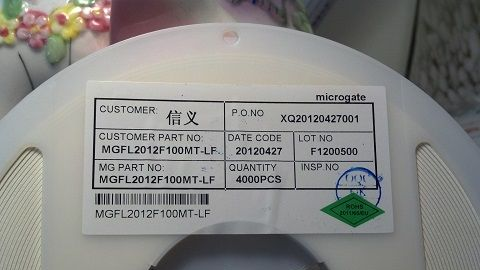 microgate
CUSTOMER: 信义 P.O.NO XQ20120427001
CUSTOMER PART NO: DATE CODE LOT NO
MGFL2012F100MT-LF 20120427 F1200500
MG PART NO: QUANTITY INSP.NO
MGFL2012F100MT-LF 4000PCS
MGFL2012F100MT-LF
ROHS